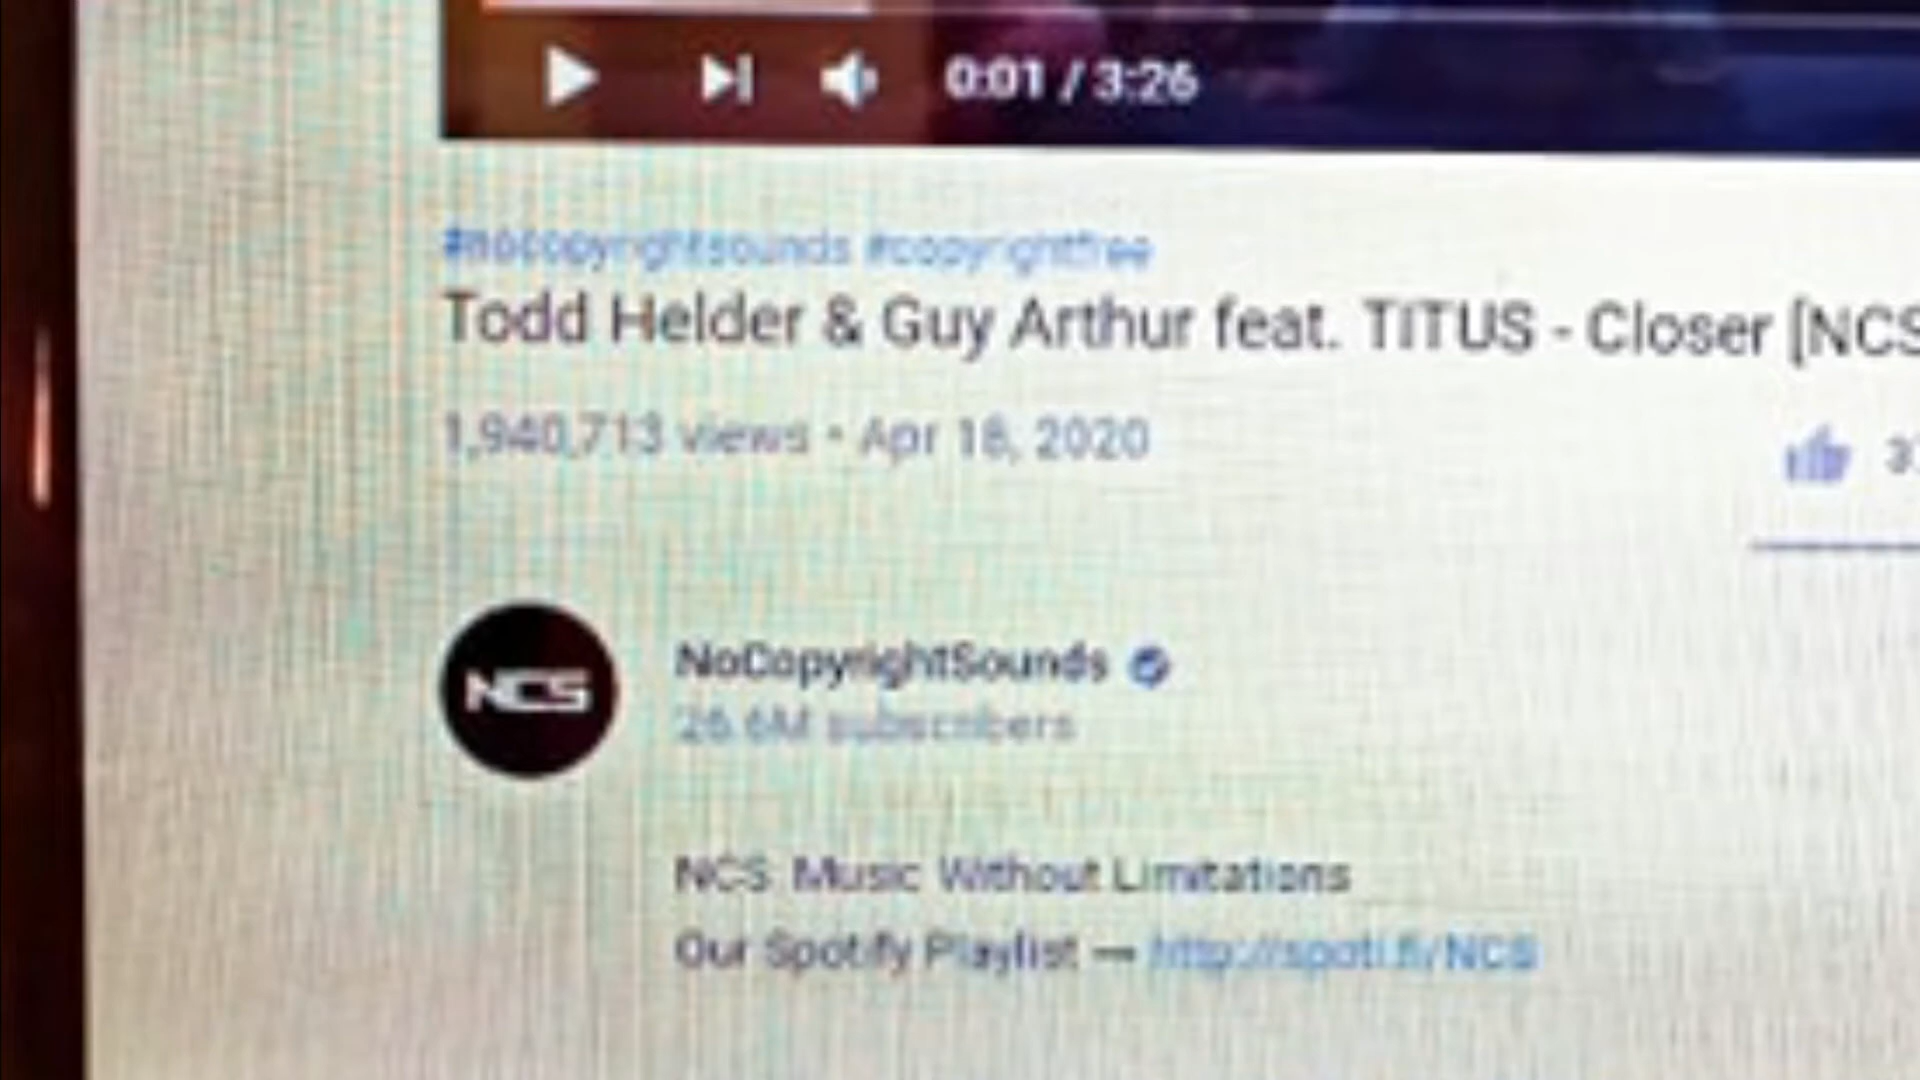 0:01 / 3:26
#nocopyrightsounds #copyrightfree
Todd Helder & Guy Arthur feat. TITUS - Closer [NCS
1,940,713 views • Apr 18, 2020
NCS
NoCopyrightSounds
26.6M subscribers
NCS: Music Without Limitations
Our Spotify Playlist → http://spoti.fi/NCS